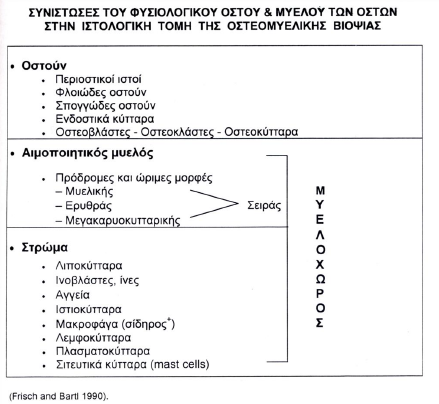 ΣΥΝΙΣΤΩΣΕΣ ΤΟΥ ΦΥΣΙΟΛΟΓΙΚΟΥ ΟΣΤΟΥ & ΜΥΕΛΟΥ ΤΩΝ ΟΣΤΩΝ
ΣΤΗΝ ΙΣΤΟΛΟΓΙΚΗ ΤΟΜΗ ΤΗΣ ΟΣΤΕΟΜΥΕΛΙΚΗΣ ΒΙΟΨΙΑΣ
• Οστούν
• Περιοστικοί ιστοί
• Φλοιώδες οστούν
• Σπογγώδες οστούν
• Ενδοστικά κύτταρα
• Οστεοβλάστες - Οστεοκλάστες - Οστεοκύτταρα
• Αιμοποιητικός μυελός
• Πρόδρομες και ώριμες μορφές
– Μυελικής
– Ερυθράς
– Μεγακαρυοκυτταρικής
Σειράς
• Στρώμα
• Λιποκύτταρα
• Ινοβλάστες, ίνες
• Αγγεία
• Ιστιοκύτταρα
• Μακροφάγα (σίδηρος⁺)
• Λεμφοκύτταρα
• Πλασματοκύτταρα
• Σιτευτικά κύτταρα (mast cells)
ΜΥΕΛΟΧΩΡΟΣ
(Frisch and Bartl 1990).